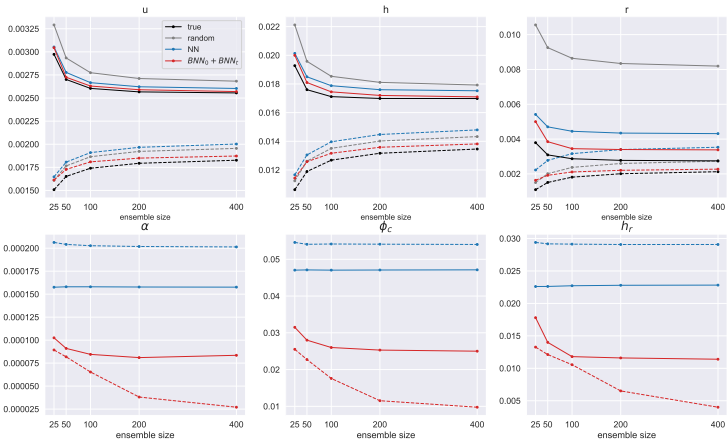 u
h
r
0.00325
0.00300
0.00275
0.00250
0.00225
0.00200
0.00175
0.00150
true
random
NN
BNN₀ + BNNₜ
0.022
0.020
0.018
0.016
0.014
0.012
0.010
0.008
0.006
0.004
0.002
25 50 100 200 400
ensemble size
25 50 100 200 400
ensemble size
25 50 100 200 400
ensemble size
α
ϕc
hr
0.000200
0.000175
0.000150
0.000125
0.000100
0.000075
0.000050
0.000025
0.05
0.04
0.03
0.02
0.01
0.030
0.025
0.020
0.015
0.010
0.005
25 50 100 200 400
ensemble size
25 50 100 200 400
ensemble size
25 50 100 200 400
ensemble size